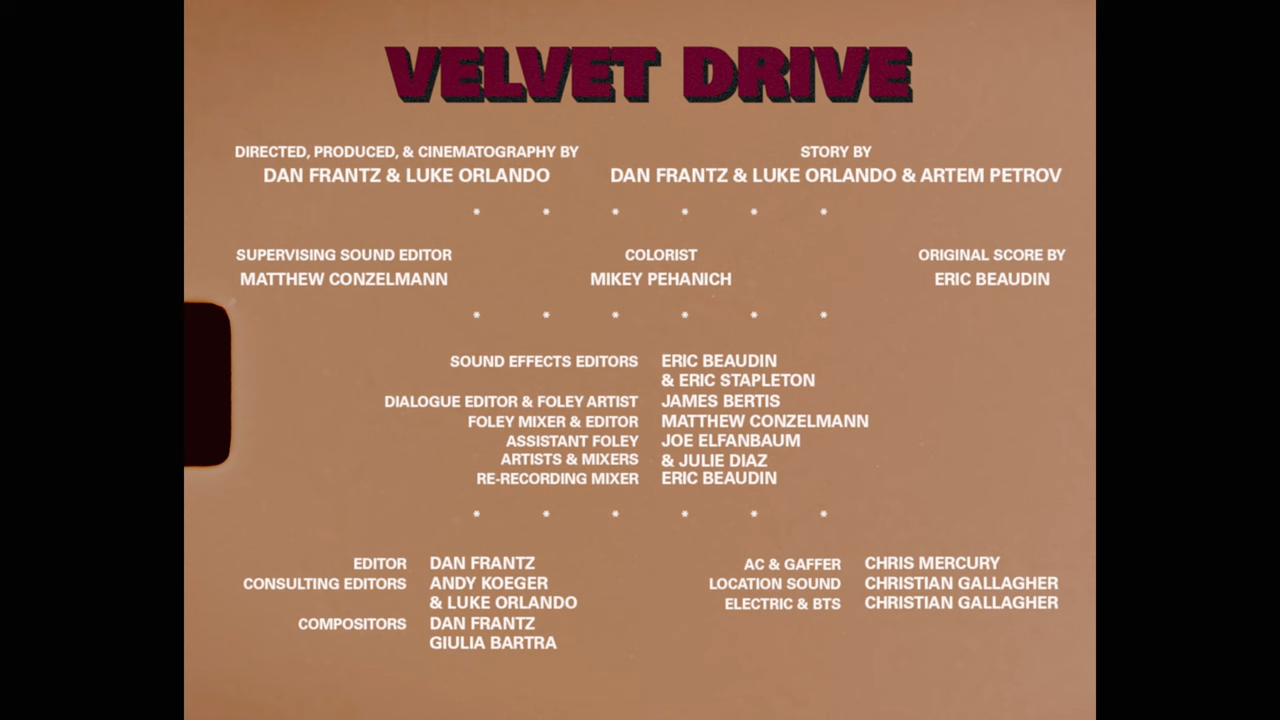 VELVET DRIVE
DIRECTED, PRODUCED, & CINEMATOGRAPHY BY
DAN FRANTZ & LUKE ORLANDO
STORY BY
DAN FRANTZ & LUKE ORLANDO & ARTEM PETROV
* * * * * *
SUPERVISING SOUND EDITOR
MATTHEW CONZELMANN
COLORIST
MIKEY PEHANICH
ORIGINAL SCORE BY
ERIC BEAUDIN
* * * * * *
SOUND EFFECTS EDITORS ERIC BEAUDIN
& ERIC STAPLETON
DIALOGUE EDITOR & FOLEY ARTIST JAMES BERTIS
FOLEY MIXER & EDITOR MATTHEW CONZELMANN
ASSISTANT FOLEY JOE ELFANBAUM
ARTISTS & MIXERS & JULIE DIAZ
RE-RECORDING MIXER ERIC BEAUDIN
* * * * * *
EDITOR DAN FRANTZ
CONSULTING EDITORS ANDY KOEGER
& LUKE ORLANDO
COMPOSITORS DAN FRANTZ
GIULIA BARTRA
AC & GAFFER CHRIS MERCURY
LOCATION SOUND CHRISTIAN GALLAGHER
ELECTRIC & BTS CHRISTIAN GALLAGHER